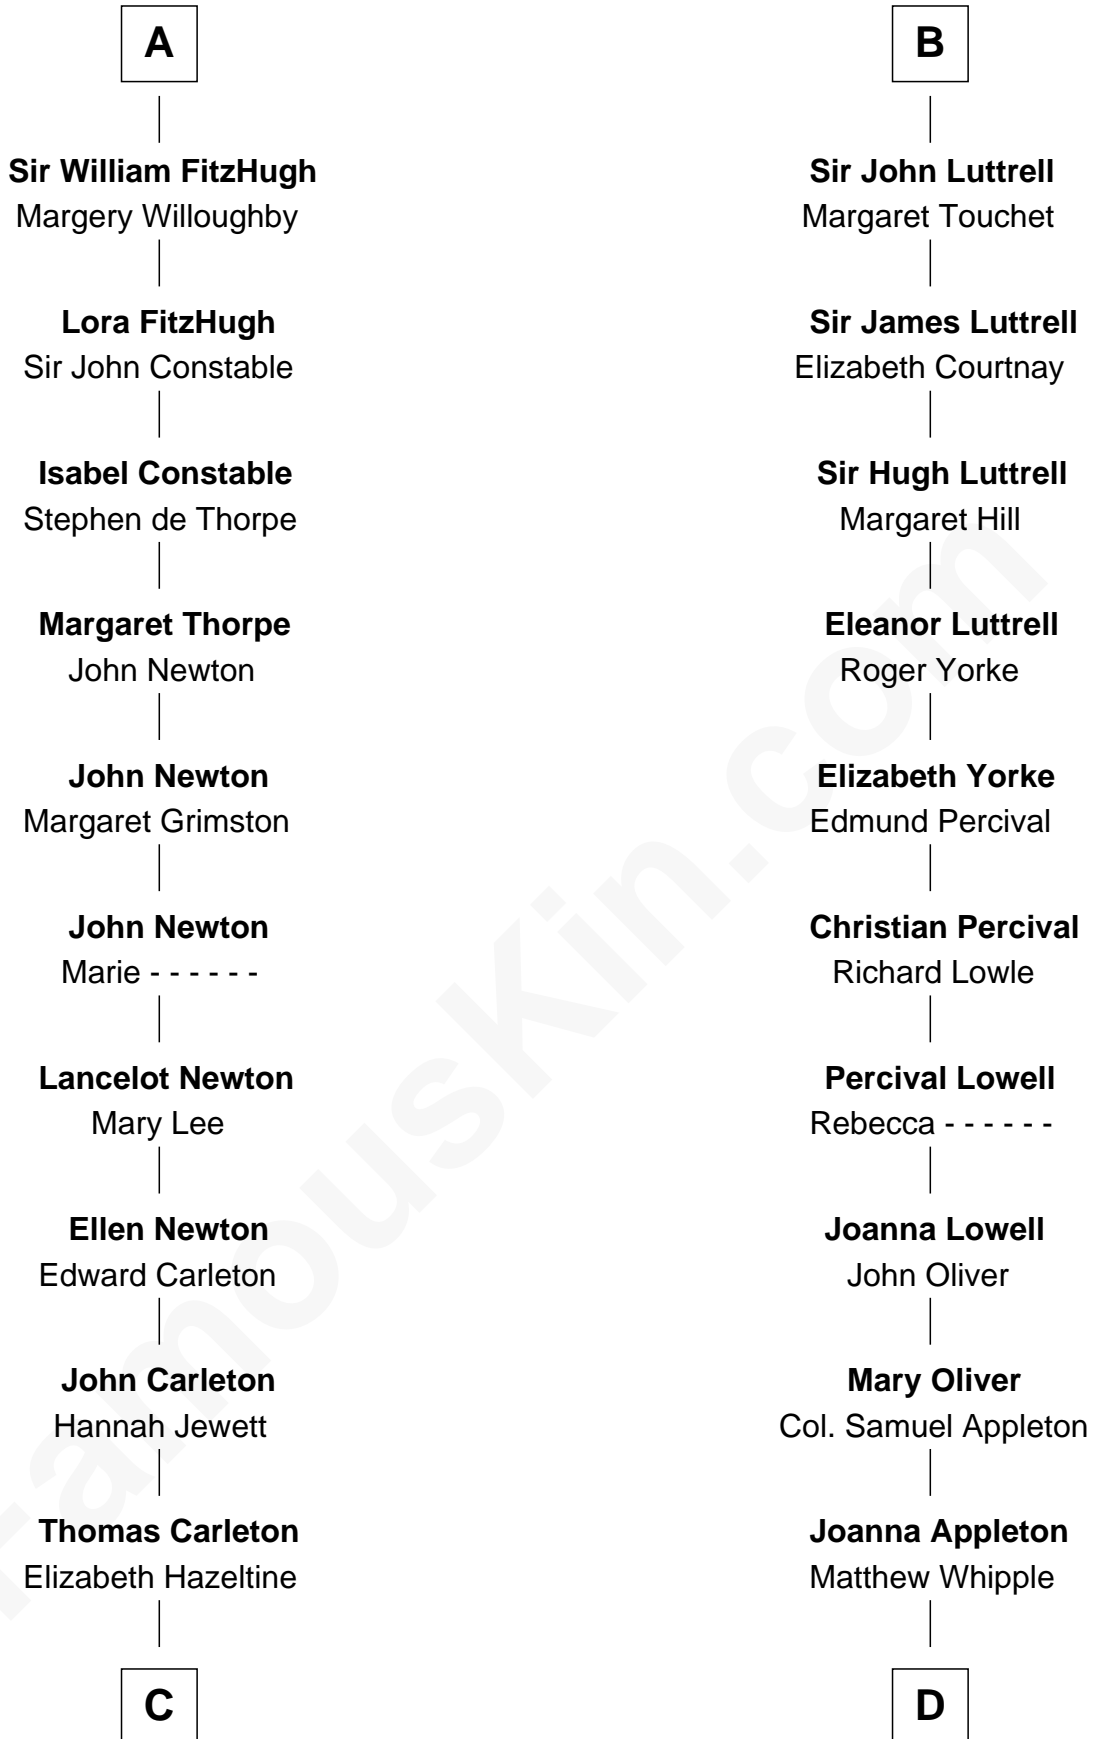 A
Sir William FitzHugh
Margery Willoughby
Lora FitzHugh
Sir John Constable
Isabel Constable
Stephen de Thorpe
Margaret Thorpe
John Newton
John Newton
Margaret Grimston
John Newton
Marie - - - - - -
Lancelot Newton
Mary Lee
Ellen Newton
Edward Carleton
John Carleton
Hannah Jewett
Thomas Carleton
Elizabeth Hazeltine
C
B
Sir John Luttrell
Margaret Touchet
Sir James Luttrell
Elizabeth Courtnay
Sir Hugh Luttrell
Margaret Hill
Eleanor Luttrell
Roger Yorke
Elizabeth Yorke
Edmund Percival
Christian Percival
Richard Lowle
Percival Lowell
Rebecca - - - - - -
Joanna Lowell
John Oliver
Mary Oliver
Col. Samuel Appleton
Joanna Appleton
Matthew Whipple
D
FamousKin.com